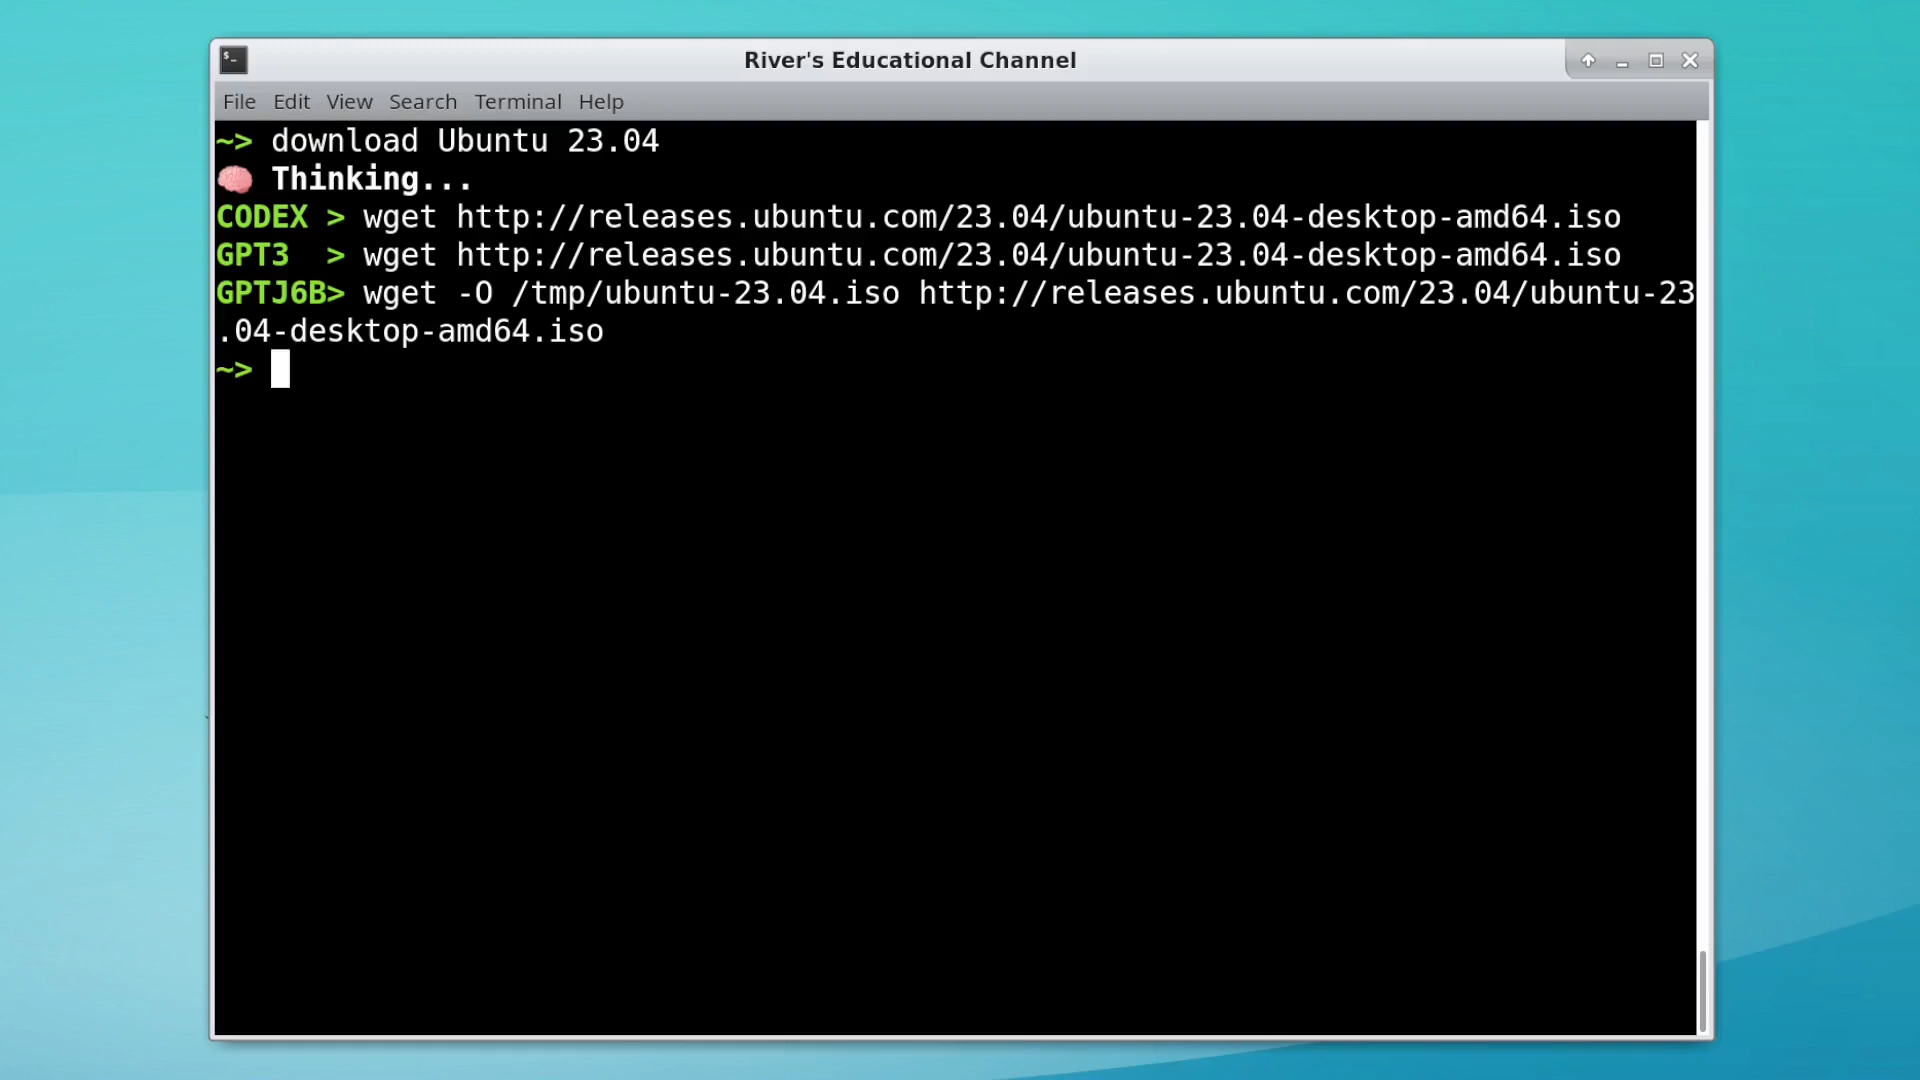 River's Educational Channel
File Edit View Search Terminal Help
~> download Ubuntu 23.04
🧠 Thinking...
CODEX > wget http://releases.ubuntu.com/23.04/ubuntu-23.04-desktop-amd64.iso
GPT3  > wget http://releases.ubuntu.com/23.04/ubuntu-23.04-desktop-amd64.iso
GPTJ6B> wget -O /tmp/ubuntu-23.04.iso http://releases.ubuntu.com/23.04/ubuntu-23
.04-desktop-amd64.iso
~>